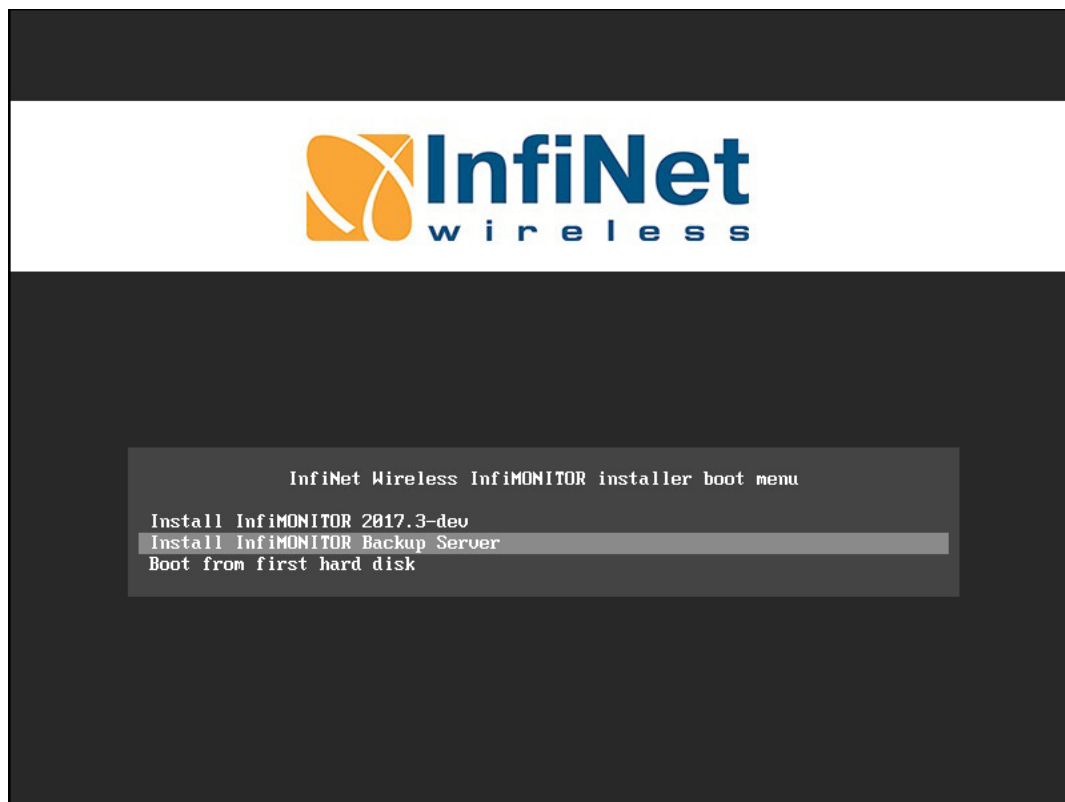 InfiNet
wireless
InfiNet Wireless InfiMONITOR installer boot menu
Install InfiMONITOR 2017.3-dev
Install InfiMONITOR Backup Server
Boot from first hard disk